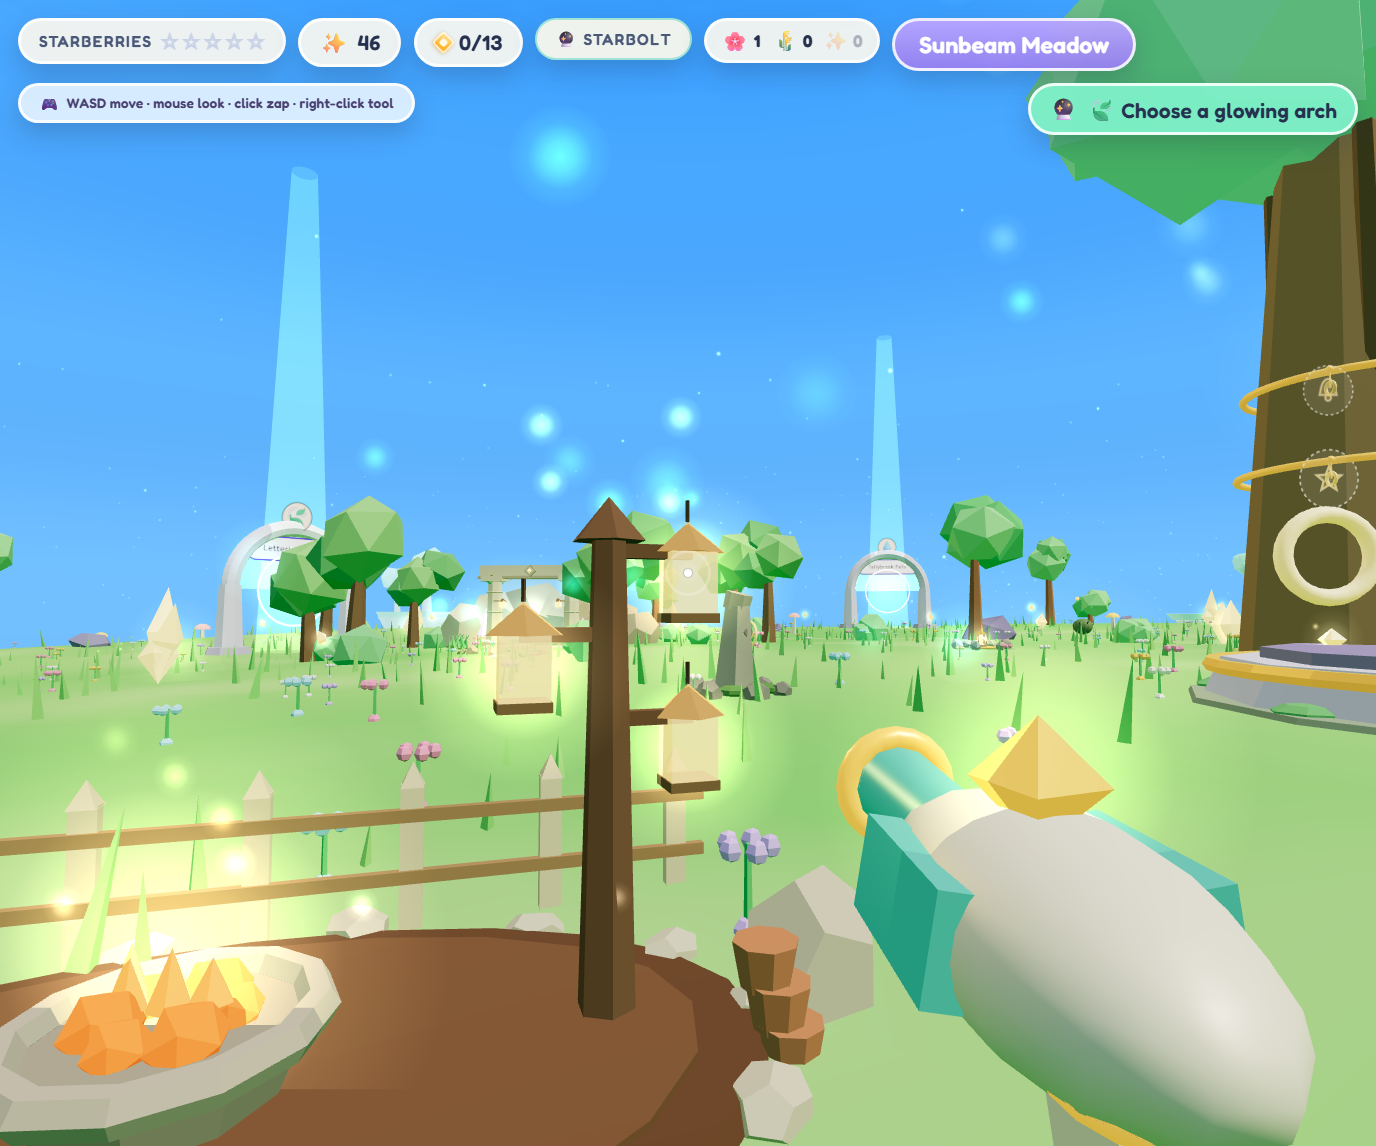 STARBERRIES
46
0/13
STARBOLT
1
0
0
Sunbeam Meadow
WASD move · mouse look · click zap · right-click tool
Choose a glowing arch